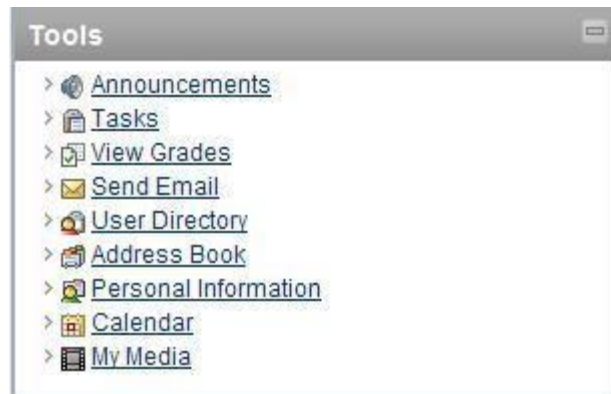 Tools
Announcements
Tasks
View Grades
Send Email
User Directory
Address Book
Personal Information
Calendar
My Media